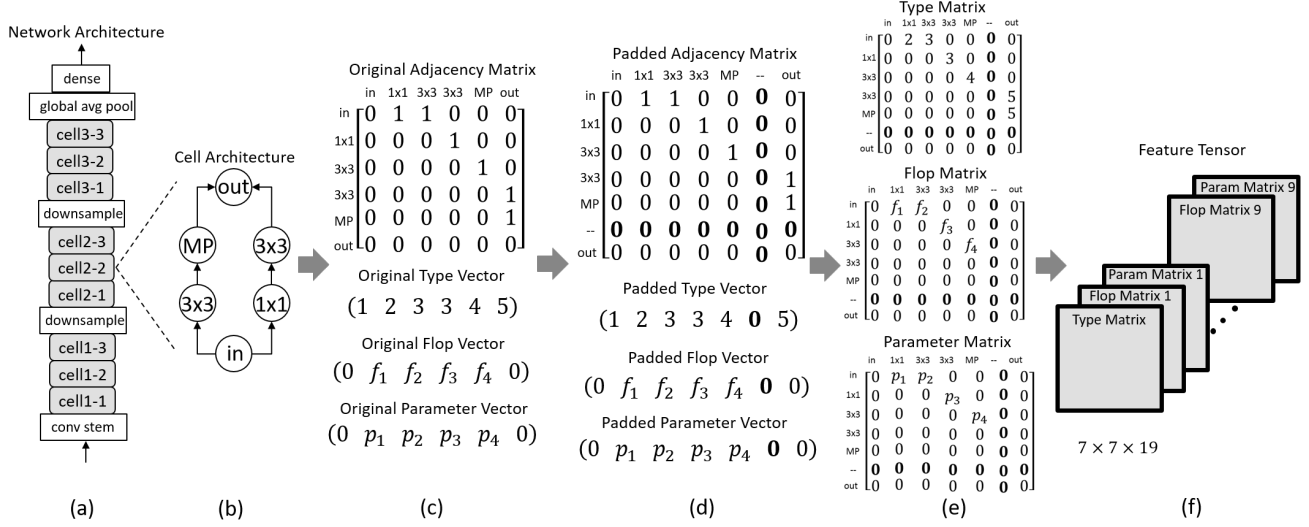 Network Architecture
dense
global avg pool
cell3-3
cell3-2
cell3-1
downsample
cell2-3
cell2-2
cell2-1
downsample
cell1-3
cell1-2
cell1-1
conv stem
(a)
Cell Architecture
out
MP 3x3
3x3 1x1
in
(b)
Original Adjacency Matrix
in 1x1 3x3 3x3 MP out
in 0 1 1 0 0 0
1x1 0 0 0 1 0 0
3x3 0 0 0 0 1 0
3x3 0 0 0 0 0 1
MP 0 0 0 0 0 1
out 0 0 0 0 0 0
Original Type Vector
(1 2 3 3 4 5)
Original Flop Vector
(0 f₁ f₂ f₃ f₄ 0)
Original Parameter Vector
(0 p₁ p₂ p₃ p₄ 0)
(c)
Padded Adjacency Matrix
in 1x1 3x3 3x3 MP -- out
in 0 1 1 0 0 0 0
1x1 0 0 0 1 0 0 0
3x3 0 0 0 0 1 0 0
3x3 0 0 0 0 0 0 1
MP 0 0 0 0 0 0 1
-- 0 0 0 0 0 0 0
out 0 0 0 0 0 0 0
Padded Type Vector
(1 2 3 3 4 0 5)
Padded Flop Vector
(0 f₁ f₂ f₃ f₄ 0 0)
Padded Parameter Vector
(0 p₁ p₂ p₃ p₄ 0 0)
(d)
Type Matrix
in 1x1 3x3 3x3 MP -- out
in 0 2 3 0 0 0 0
1x1 0 0 0 3 0 0 0
3x3 0 0 0 0 4 0 0
3x3 0 0 0 0 0 0 5
MP 0 0 0 0 0 0 5
-- 0 0 0 0 0 0 0
out 0 0 0 0 0 0 0
Flop Matrix
in 1x1 3x3 3x3 MP -- out
in 0 f₁ f₂ 0 0 0 0
1x1 0 0 0 f₃ 0 0 0
3x3 0 0 0 0 f₄ 0 0
3x3 0 0 0 0 0 0 0
MP 0 0 0 0 0 0 0
-- 0 0 0 0 0 0 0
out 0 0 0 0 0 0 0
Parameter Matrix
in 1x1 3x3 3x3 MP -- out
in 0 p₁ p₂ 0 0 0 0
1x1 0 0 0 p₃ 0 0 0
3x3 0 0 0 0 p₄ 0 0
3x3 0 0 0 0 0 0 0
MP 0 0 0 0 0 0 0
-- 0 0 0 0 0 0 0
out 0 0 0 0 0 0 0
(e)
Feature Tensor
Param Matrix 9
Flop Matrix 9
Param Matrix 1
Flop Matrix 1
Type Matrix
7 × 7 × 19
(f)